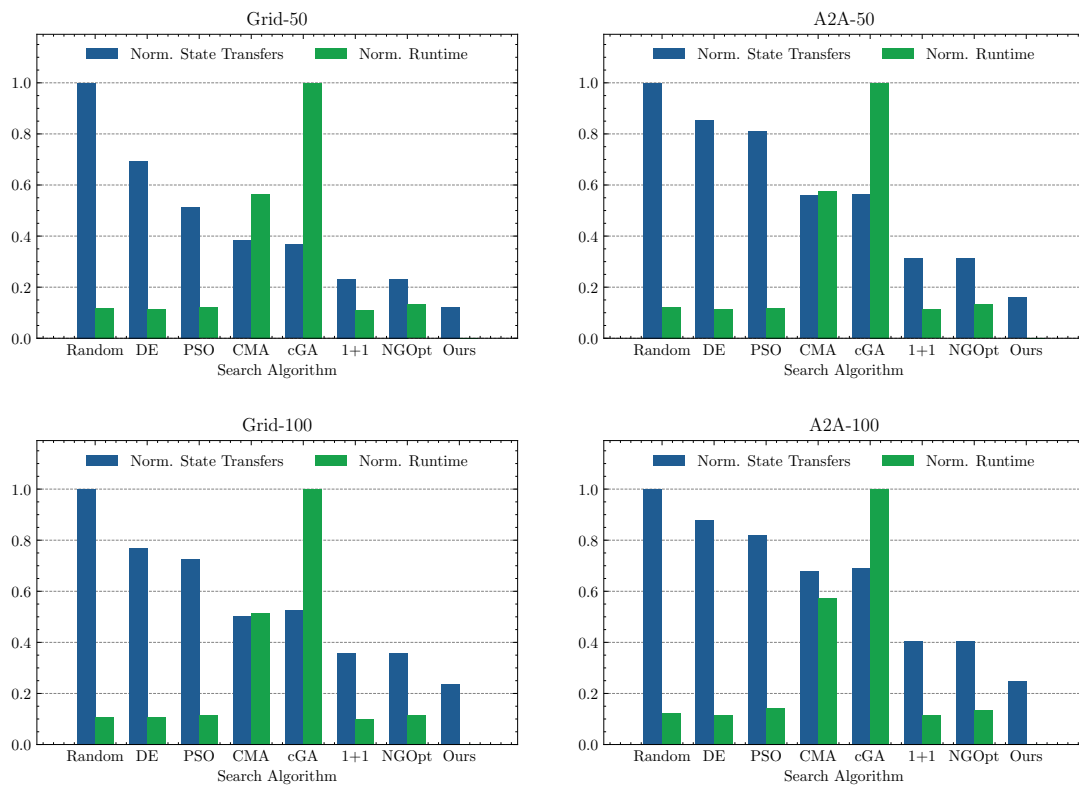 Grid-50
Norm. State Transfers Norm. Runtime
1.0
0.8
0.6
0.4
0.2
0.0
Random DE PSO CMA cGA 1+1 NGOpt Ours
Search Algorithm
A2A-50
Norm. State Transfers Norm. Runtime
1.0
0.8
0.6
0.4
0.2
0.0
Random DE PSO CMA cGA 1+1 NGOpt Ours
Search Algorithm
Grid-100
Norm. State Transfers Norm. Runtime
1.0
0.8
0.6
0.4
0.2
0.0
Random DE PSO CMA cGA 1+1 NGOpt Ours
Search Algorithm
A2A-100
Norm. State Transfers Norm. Runtime
1.0
0.8
0.6
0.4
0.2
0.0
Random DE PSO CMA cGA 1+1 NGOpt Ours
Search Algorithm